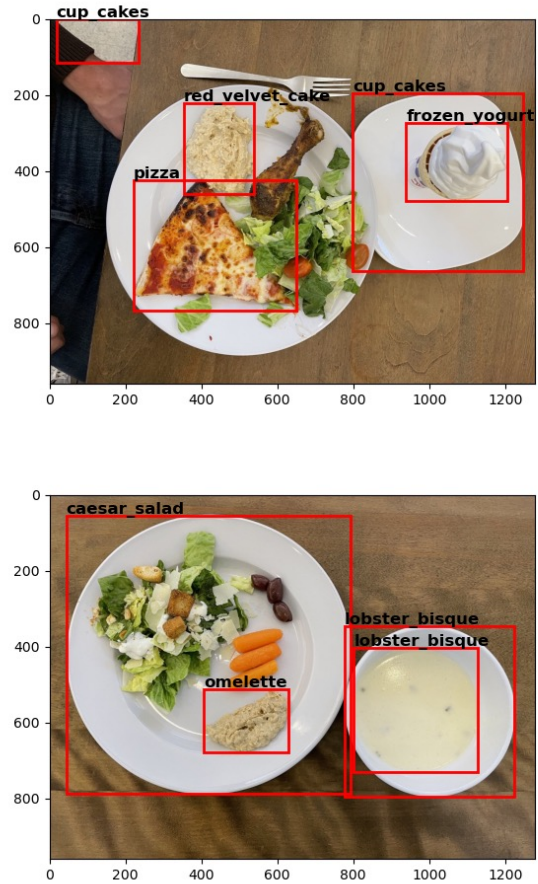 cup_cakes
0
200
400
600
800
red_velvet_cake
cup_cakes
frozen_yogurt
pizza
0 200 400 600 800 1000 1200
0
200
400
600
800
caesar_salad
lobster_bisque
lobster_bisque
omelette
0 200 400 600 800 1000 1200